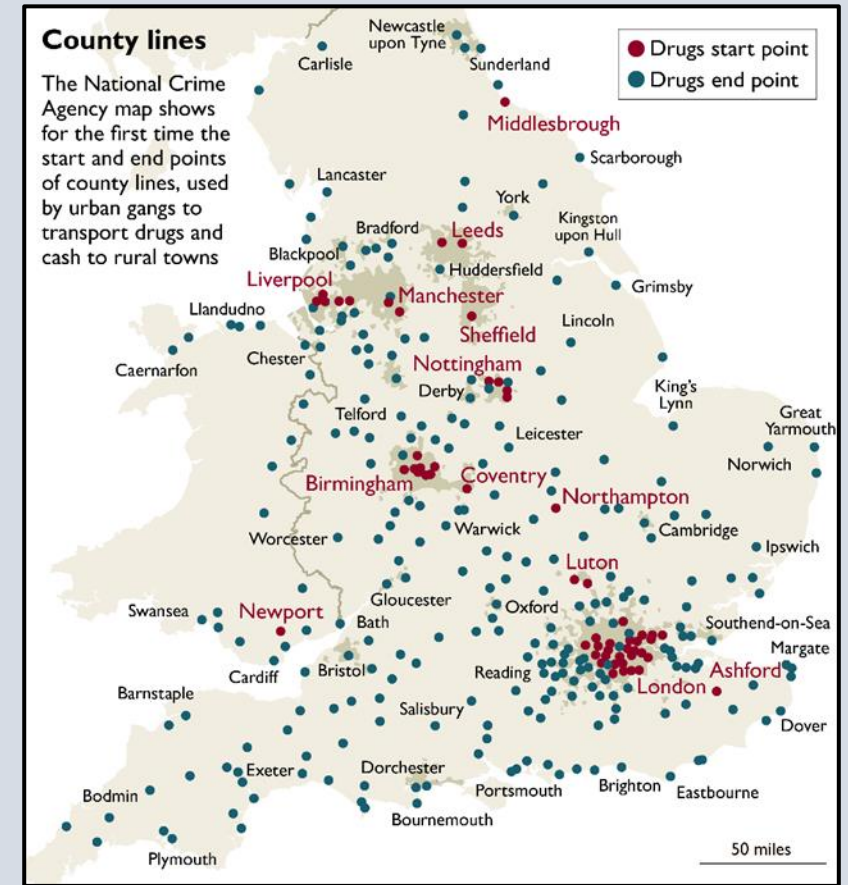 County lines
The National Crime
Agency map shows
for the first time the
start and end points
of county lines, used
by urban gangs to
transport drugs and
cash to rural towns
Drugs start point
Drugs end point
Newcastle
upon Tyne
Carlisle
Sunderland
Middlesbrough
Scarborough
Lancaster
York
Kingston
upon Hull
Bradford
Leeds
Blackpool
Huddersfield
Liverpool
Manchester
Grimsby
Llandudno
Sheffield
Lincoln
Chester
Nottingham
Caernarfon
Derby
King's
Lynn
Telford
Leicester
Great
Yarmouth
Norwich
Birmingham
Coventry
Northampton
Worcester
Warwick
Cambridge
Ipswich
Luton
Gloucester
Oxford
Swansea
Newport
Bath
Southend-on-Sea
Margate
Cardiff
Bristol
Reading
Ashford
London
Barnstaple
Salisbury
Dover
Exeter
Dorchester
Bodmin
Portsmouth
Brighton
Eastbourne
Bournemouth
Plymouth
50 miles